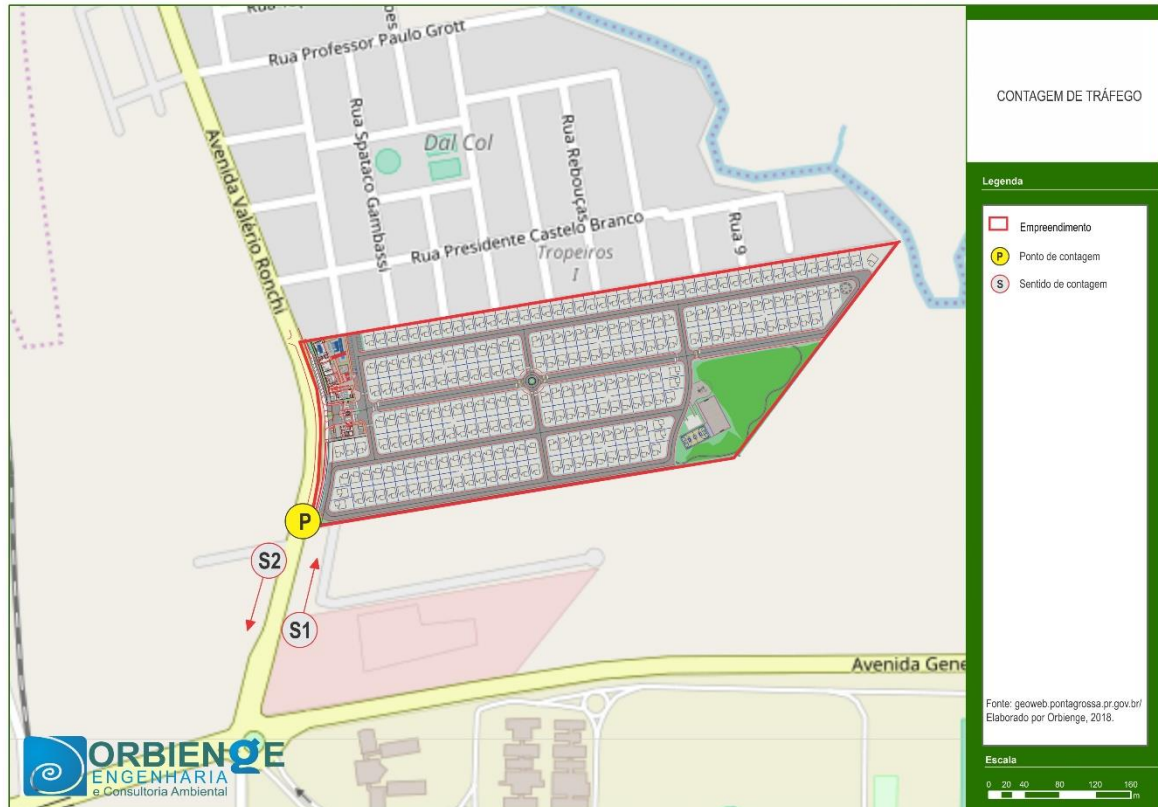 Rua Professor Paulo Grott
Avenida Valério Ronchi
Rua Spataco Gambassi
Dal Col
Rua Rebouças
Rua Presidente Castelo Branco
Rua 9
Tropeiros
I
P
S2
S1
Avenida Gene
ORBIENGE
ENGENHARIA
e Consultoria Ambiental
CONTAGEM DE TRÁFEGO
Legenda
Empreendimento
P Ponto de contagem
S Sentido de contagem
Fonte: geoweb.pontagrossa.pr.gov.br/
Elaborado por Orbienge, 2018.
Escala
0 20 40 80 120 160
m